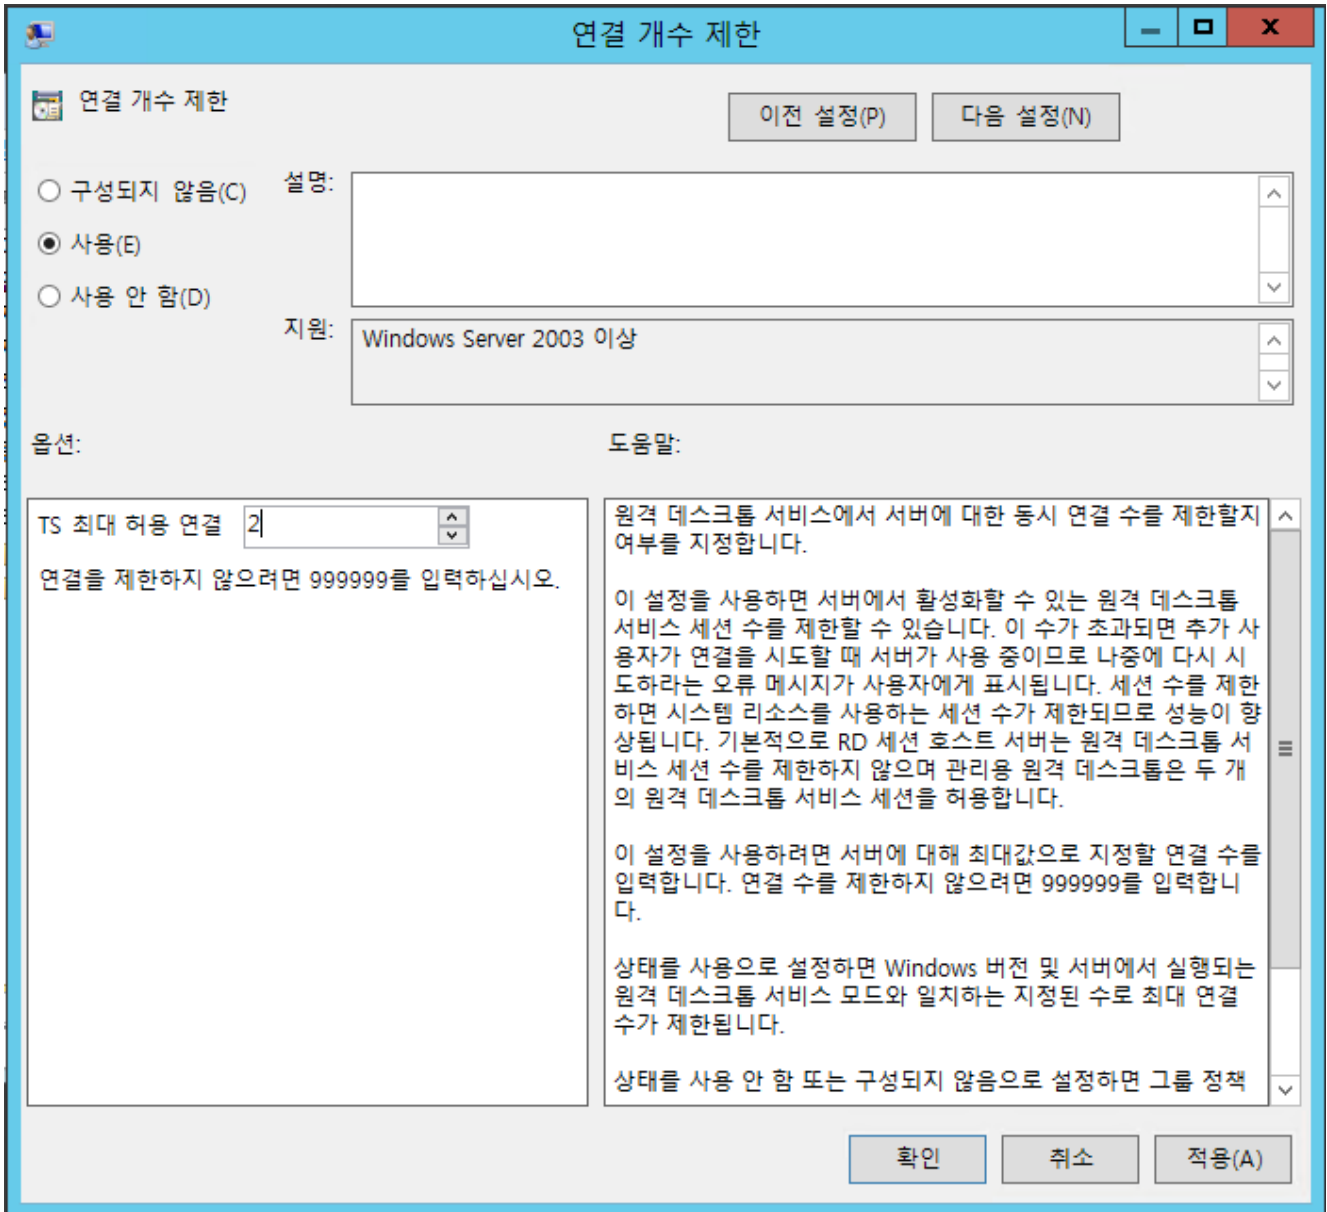 연결 개수 제한
연결 개수 제한
이전 설정(P)
다음 설정(N)
구성되지 않음(C)
사용(E)
사용 안 함(D)
설명:
지원:
Windows Server 2003 이상
옵션:
도움말:
TS 최대 허용 연결 2
연결을 제한하지 않으려면 999999를 입력하십시오.
원격 데스크톱 서비스에서 서버에 대한 동시 연결 수를 제한할지
여부를 지정합니다.
이 설정을 사용하면 서버에서 활성화할 수 있는 원격 데스크톱
서비스 세션 수를 제한할 수 있습니다. 이 수가 초과되면 추가 사
용자가 연결을 시도할 때 서버가 사용 중이므로 나중에 다시 시
도하라는 오류 메시지가 사용자에게 표시됩니다. 세션 수를 제한
하면 시스템 리소스를 사용하는 세션 수가 제한되므로 성능이 향
상됩니다. 기본적으로 RD 세션 호스트 서버는 원격 데스크톱 서
비스 세션 수를 제한하지 않으며 관리용 원격 데스크톱은 두 개
의 원격 데스크톱 서비스 세션을 허용합니다.
이 설정을 사용하려면 서버에 대해 최대값으로 지정할 연결 수를
입력합니다. 연결 수를 제한하지 않으려면 999999를 입력합니
다.
상태를 사용으로 설정하면 Windows 버전 및 서버에서 실행되는
원격 데스크톱 서비스 모드와 일치하는 지정된 수로 최대 연결
수가 제한됩니다.
상태를 사용 안 함 또는 구성되지 않음으로 설정하면 그룹 정책
확인
취소
적용(A)